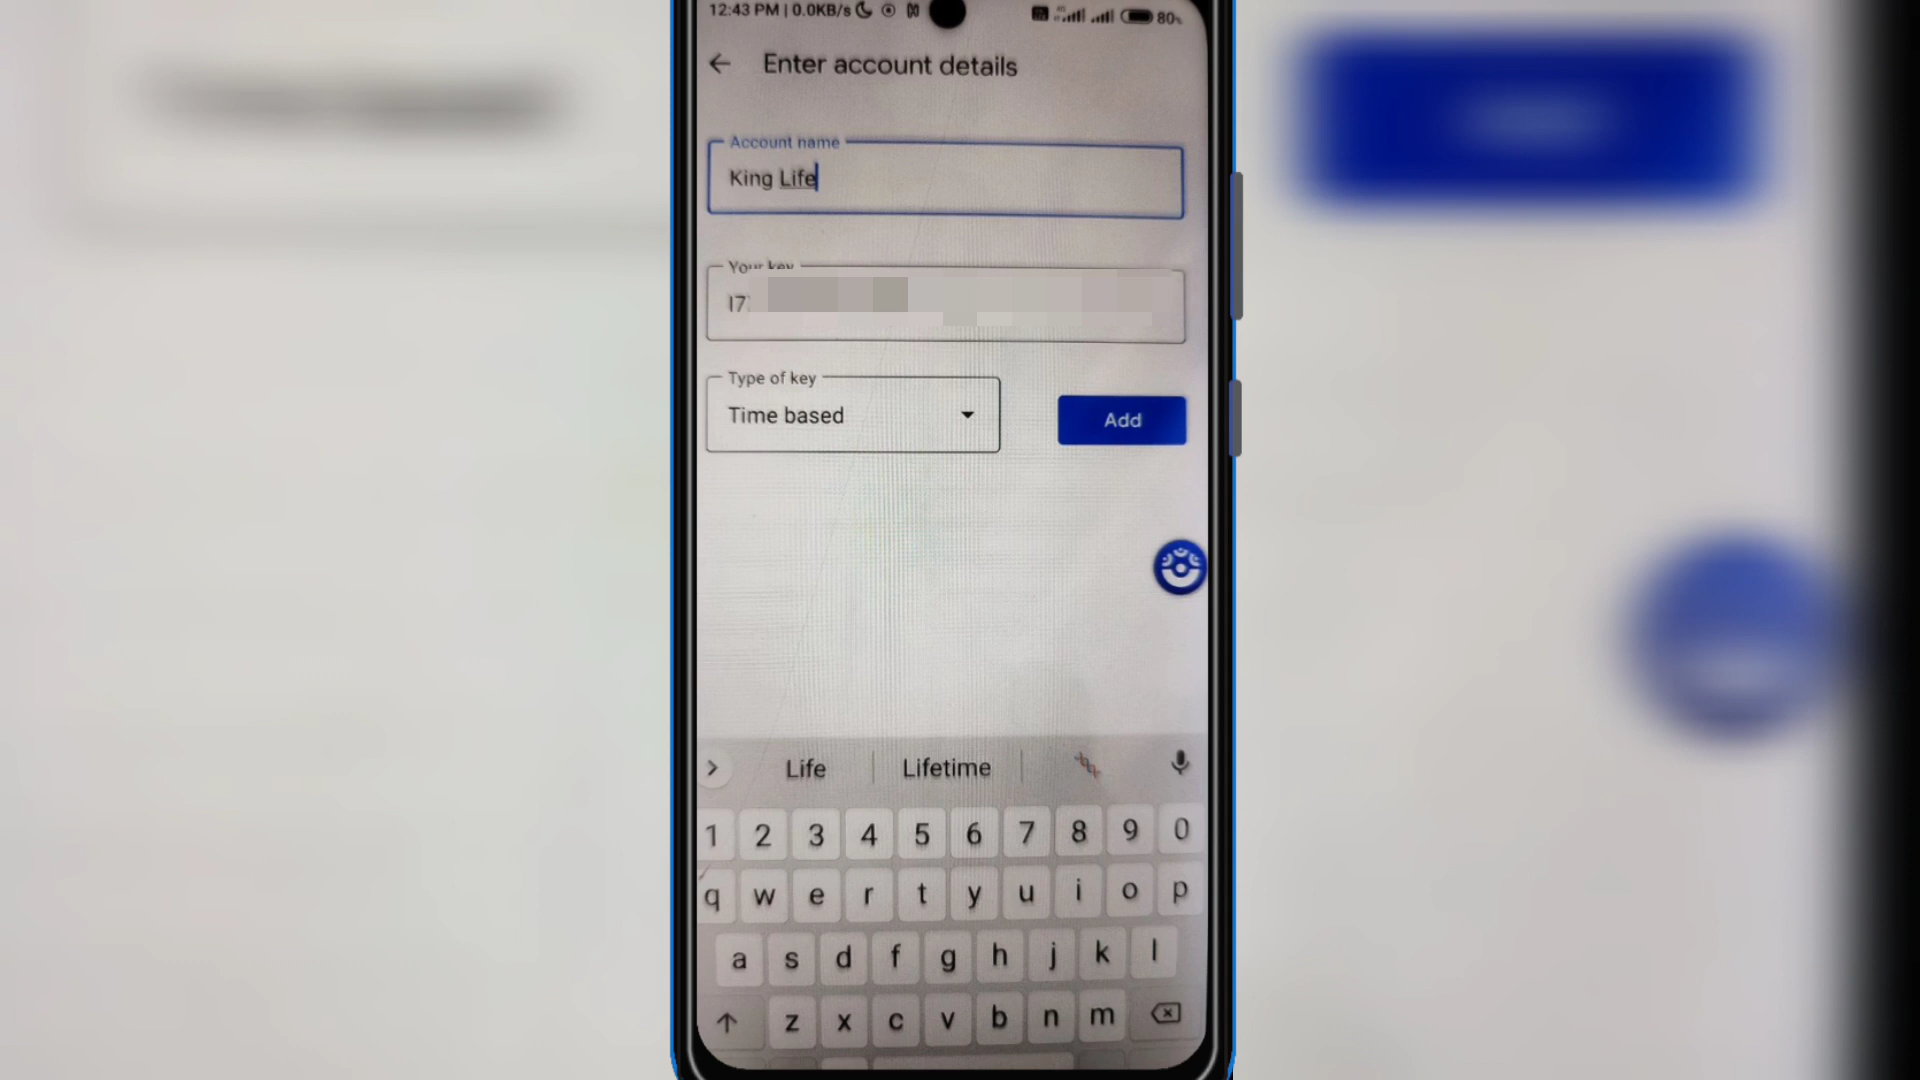 12:43 PM | 0.0KB/s
80
Enter account details
Account name
King Life
Your key
I7
Type of key
Time based
Add
Life
Lifetime
1 2 3 4 5 6 7 8 9 0
q w e r t y u i o p
a s d f g h j k l
z x c v b n m